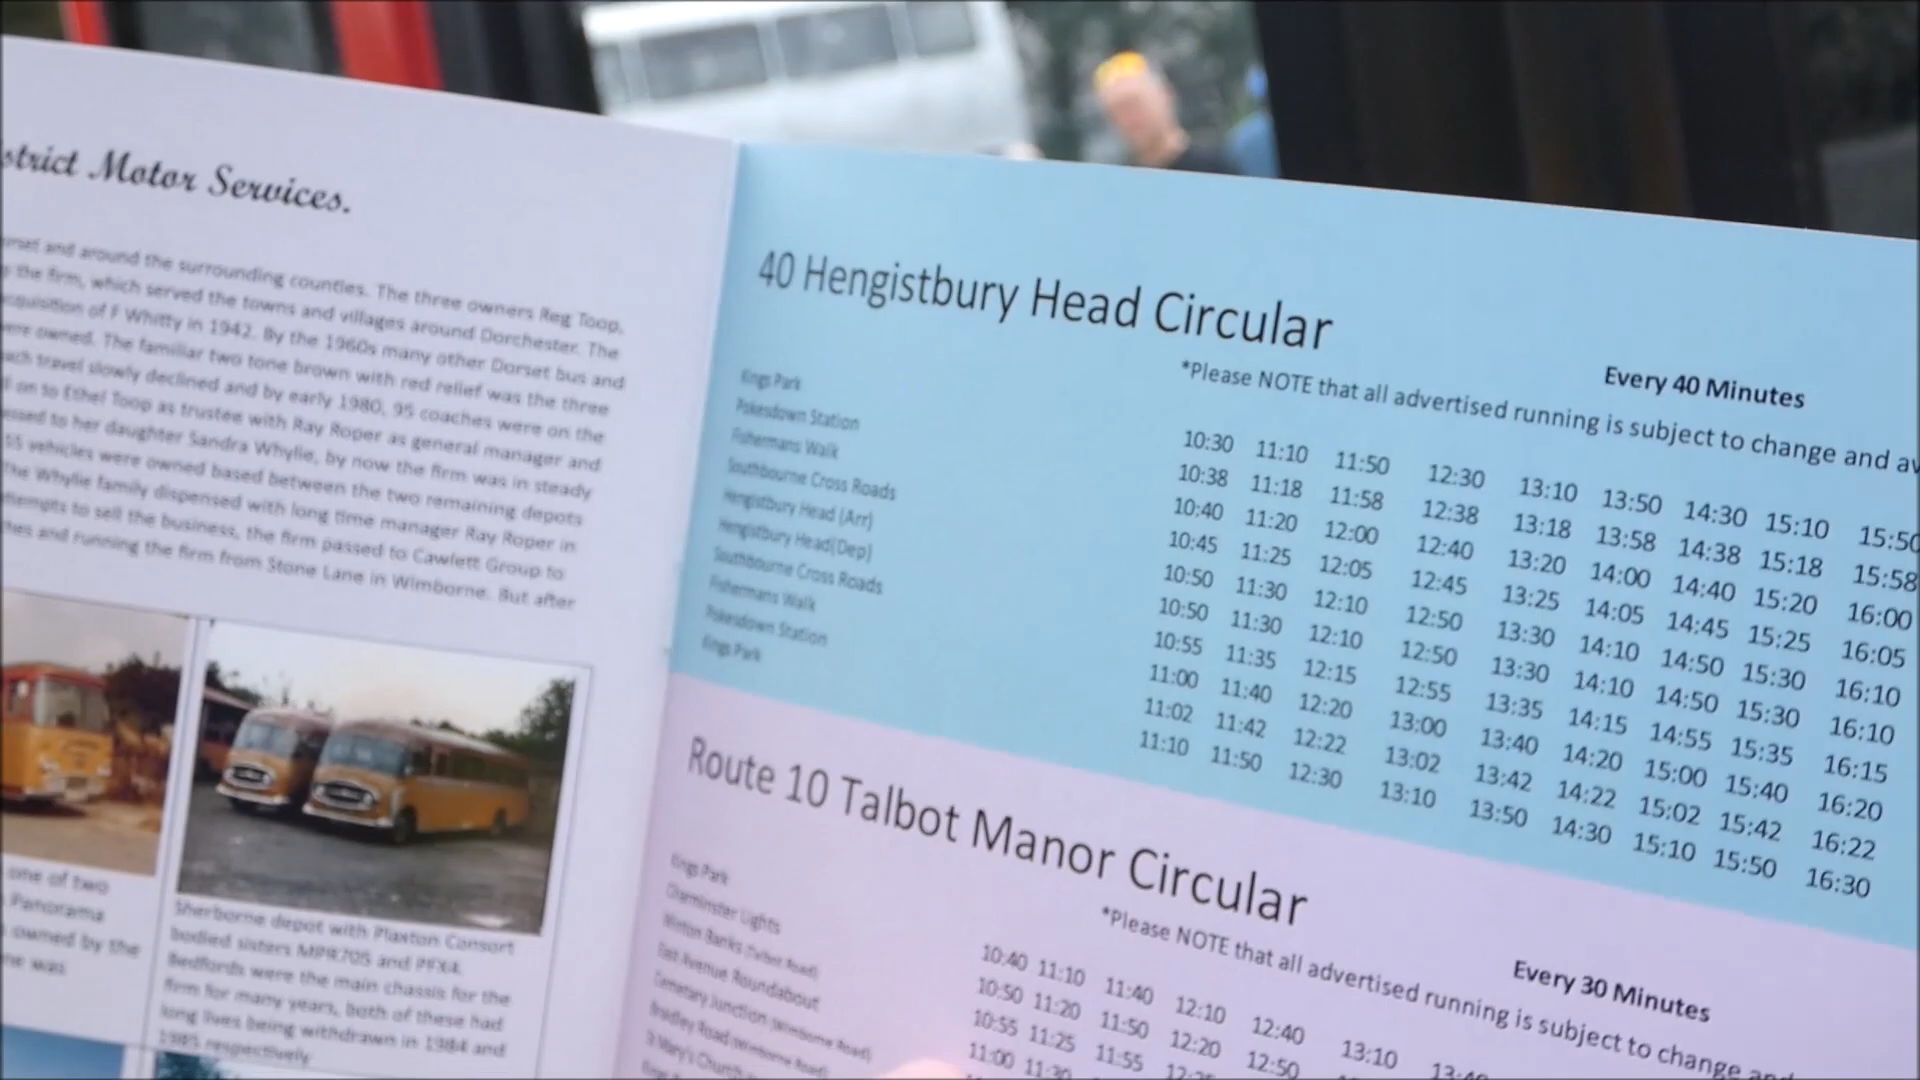 strict Motor Services.
and around the surrounding counties. The three owners Reg Toop,
the firm, which served the towns and villages around Dorchester. The
acquisition of F Whitty in 1942. By the 1960s many other Dorset bus and
were owned. The familiar two tone brown with red relief was the three
travel slowly declined and by early 1980, 95 coaches were on the
on to Ethel Toop as trustee with Ray Roper as general manager and
to her daughter Sandra Whylie, by now the firm was in steady
55 vehicles were owned based between the two remaining depots
The Whylie family dispensed with long time manager Ray Roper in
to sell the business, the firm passed to Cawlett Group to
and running the firm from Stone Lane in Wimborne. But after
one of two
Panorama
owned by the
was
Sherborne depot with Plaxton Consort
bodied sisters MPR705 and PFX4.
Bedfords were the main chassis for the
firm for many years, both of these had
long lives being withdrawn in 1984 and
1985 respectively
40 Hengistbury Head Circular
Every 40 Minutes
*Please NOTE that all advertised running is subject to change and av
Kings Park 10:30 11:10 11:50 12:30 13:10 13:50 14:30 15:10 15:50
Pokesdown Station 10:38 11:18 11:58 12:38 13:18 13:58 14:38 15:18 15:58
Fishermans Walk 10:40 11:20 12:00 12:40 13:20 14:00 14:40 15:20 16:00
Southbourne Cross Roads 10:45 11:25 12:05 12:45 13:25 14:05 14:45 15:25 16:05
Hengistbury Head (Arr) 10:50 11:30 12:10 12:50 13:30 14:10 14:50 15:30 16:10
Hengistbury Head(Dep) 10:50 11:30 12:10 12:50 13:30 14:10 14:50 15:30 16:10
Southbourne Cross Roads 10:55 11:35 12:15 12:55 13:35 14:15 14:55 15:35 16:15
Fishermans Walk 11:00 11:40 12:20 13:00 13:40 14:20 15:00 15:40 16:20
Pokesdown Station 11:02 11:42 12:22 13:02 13:42 14:22 15:02 15:42 16:22
Kings Park 11:10 11:50 12:30 13:10 13:50 14:30 15:10 15:50 16:30
Route 10 Talbot Manor Circular
Every 30 Minutes
*Please NOTE that all advertised running is subject to change and
Kings Park 10:40 11:10 11:40 12:10 12:40 13:10
Charminster Lights 10:50 11:20 11:50 12:20 12:50
Winton Banks (Talbot Road) 10:55 11:25 11:55
East Avenue Roundabout 11:00 11:30
Cemetary Junction (Wimborne Road)
Bradley Road (Wimborne Road)
St Mary's Church